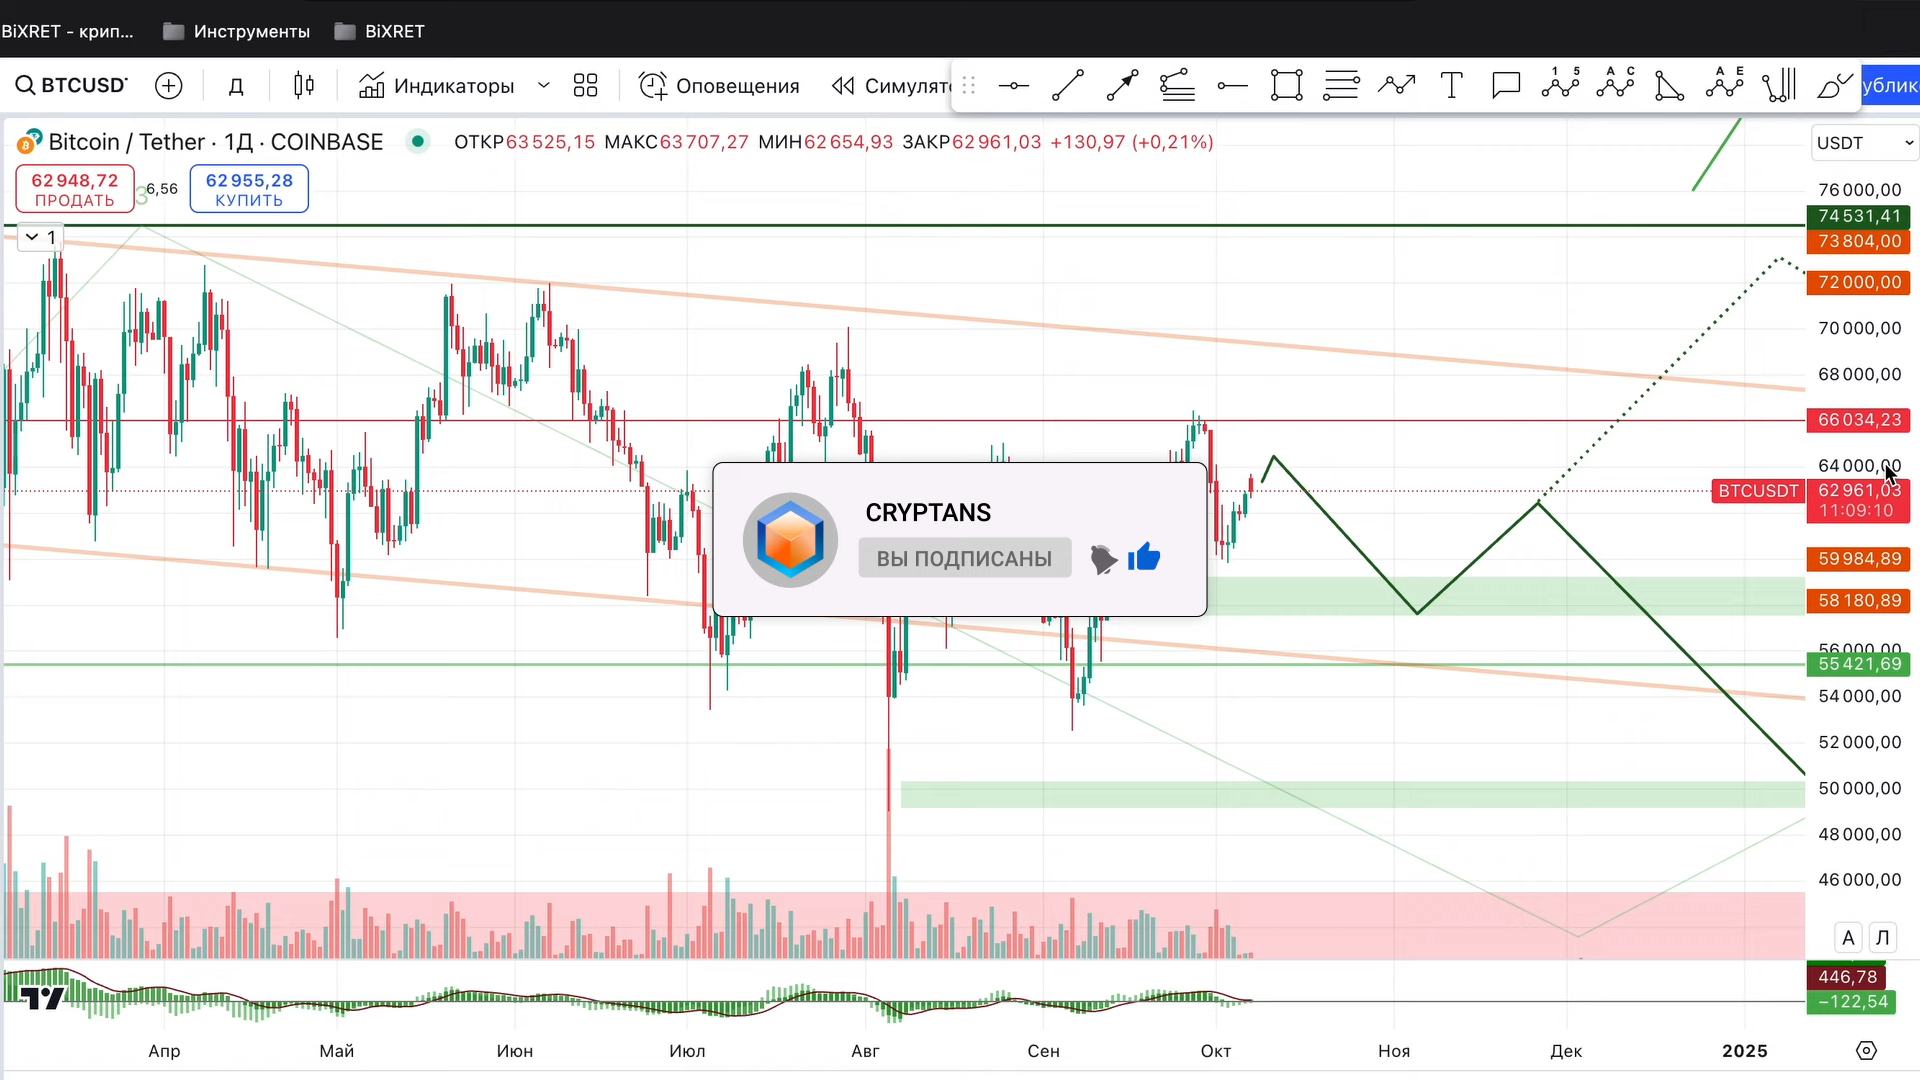 BiXRET - крип...
Инструменты
BiXRET
BTCUSD
Д
Индикаторы
Оповещения
Симулят
1 5
A C
A E
ублик
Bitcoin / Tether · 1Д · COINBASE
ОТКР63 525,15 МАКС63 707,27 МИН62 654,93 ЗАКР62 961,03 +130,97 (+0,21%)
USDT
62 948,72
ПРОДАТЬ
3
6,56
62 955,28
КУПИТЬ
1
76 000,00
74 531,41
73 804,00
72 000,00
70 000,00
68 000,00
66 034,23
64 000,00
BTCUSDT
62 961,03
11:09:10
59 984,89
58 180,89
56 000,00
55 421,69
54 000,00
52 000,00
50 000,00
48 000,00
46 000,00
CRYPTANS
ВЫ ПОДПИСАНЫ
А
Л
446,78
−122,54
Апр
Май
Июн
Июл
Авг
Сен
Окт
Ноя
Дек
2025